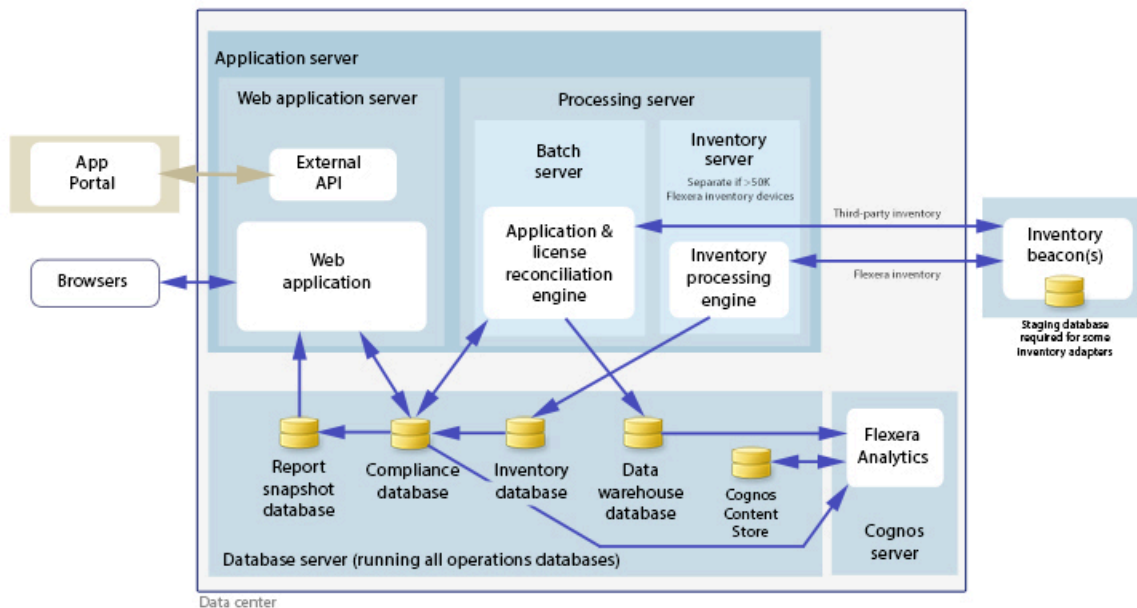 Application server
Web application server
Processing server
App
Portal
External
API
Batch
server
Inventory
server
Separate if >50K
Flexera inventory devices
Browsers
Web
application
Application &
license
reconciliation
engine
Inventory
processing
engine
Third-party inventory
Flexera inventory
Inventory
beacon(s)
Staging database
required for some
inventory adapters
Report
snapshot
database
Compliance
database
Inventory
database
Data
warehouse
database
Cognos
Content
Store
Flexera
Analytics
Cognos
server
Database server (running all operations databases)
Data center